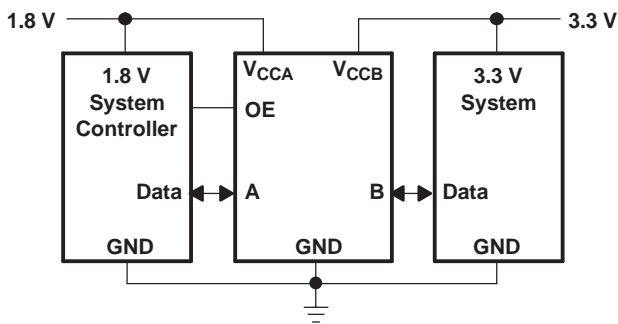 1.8 V
3.3 V
1.8 V
System
Controller
Data
GND
VCCA
VCCB
OE
A
B
GND
3.3 V
System
Data
GND